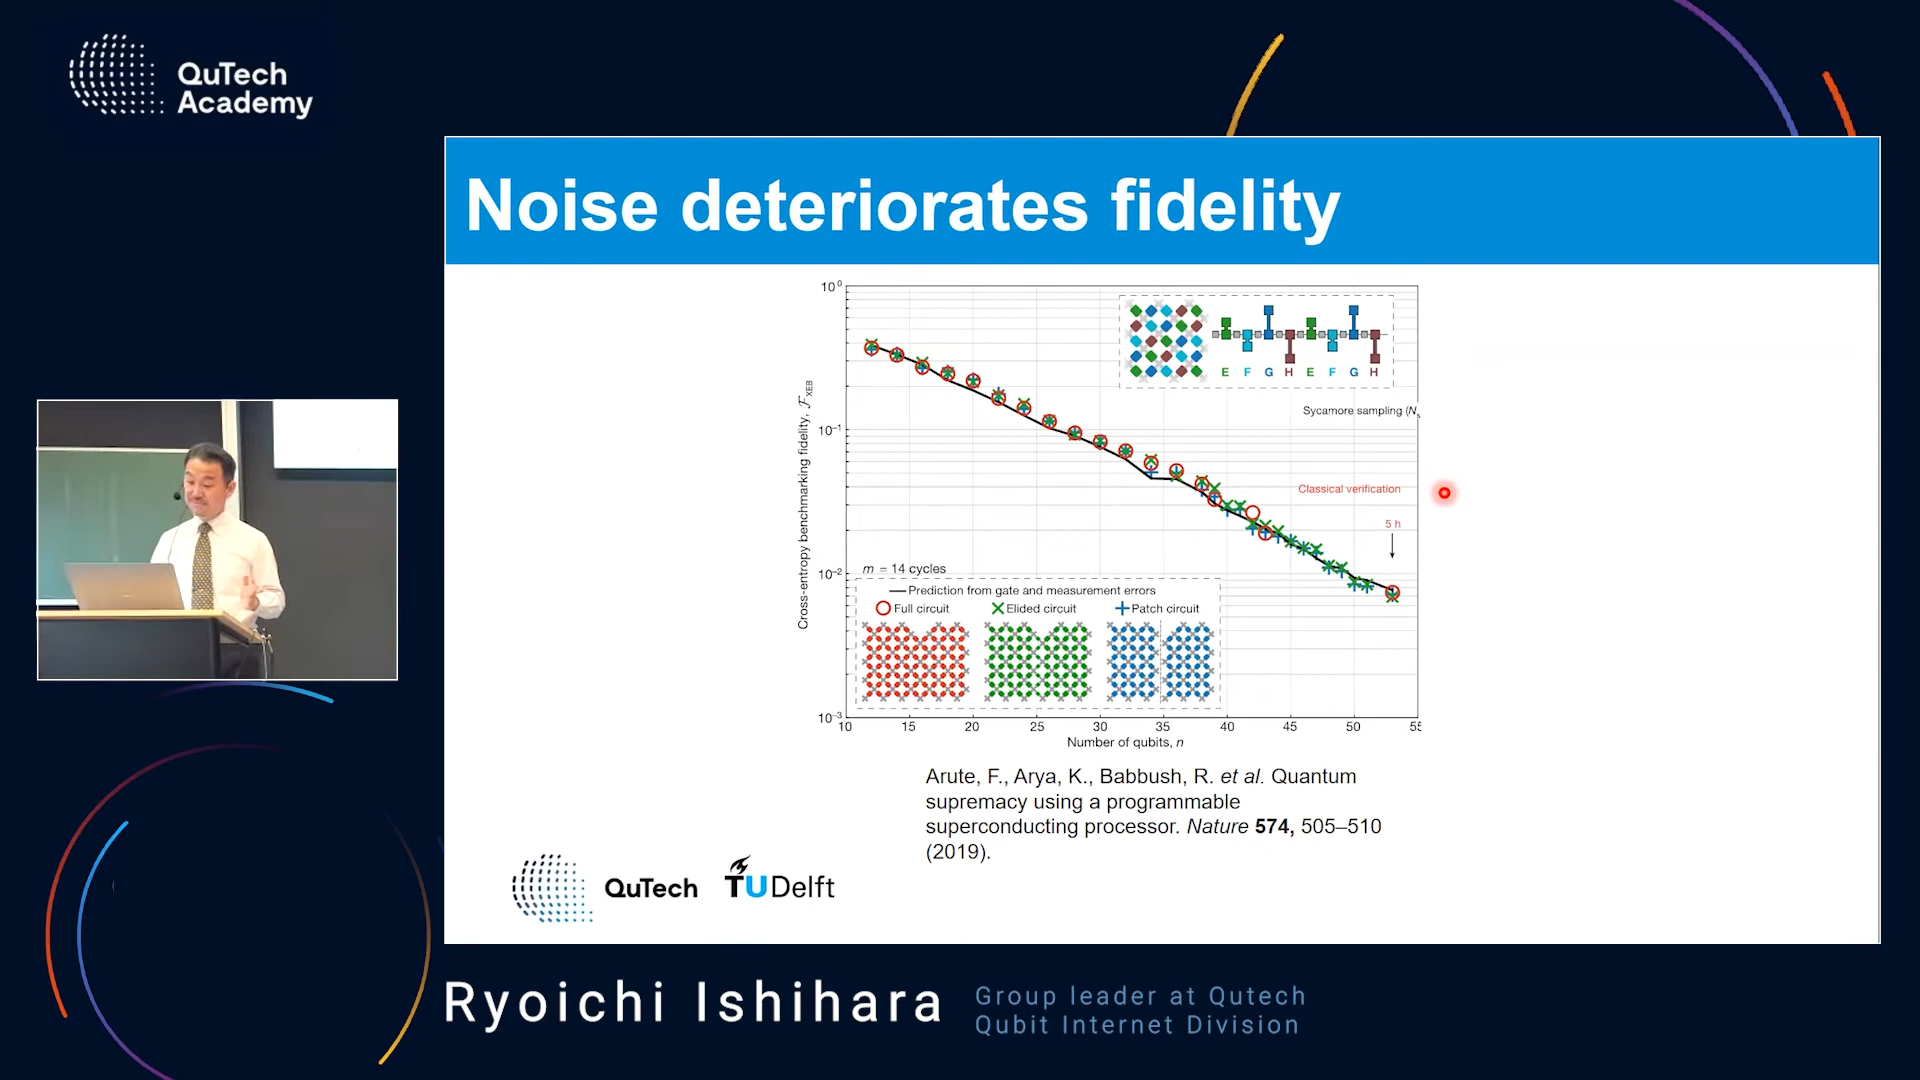 QuTech
Academy
Noise deteriorates fidelity
10⁰
10⁻¹
10⁻²
10⁻³
Cross-entropy benchmarking fidelity, ℱXEB
E F G H E F G H
Sycamore sampling (Ns
Classical verification
5 h
m = 14 cycles
Prediction from gate and measurement errors
Full circuit Elided circuit Patch circuit
10 15 20 25 30 35 40 45 50 55
Number of qubits, n
Arute, F., Arya, K., Babbush, R. et al. Quantum
supremacy using a programmable
superconducting processor. Nature 574, 505–510
(2019).
QuTech
TUDelft
Ryoichi Ishihara
Group leader at Qutech
Qubit Internet Division